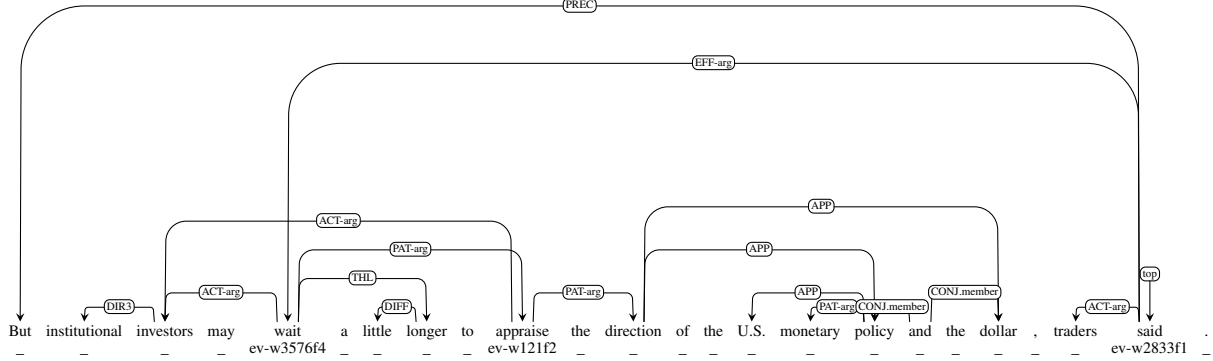 PREC
EFF-arg
APP
ACT-arg
PAT-arg APP
THL top
DIR3 ACT-arg PAT-arg APP CONJ.member
DIFF PAT-arg CONJ.member ACT-arg
But institutional investors may wait a little longer to appraise the direction of the U.S. monetary policy and the dollar , traders said .
_ _ _ _ ev-w3576f4 _ _ _ _ ev-w121f2 _ _ _ _ _ _ _ _ _ _ _ _ ev-w2833f1 _